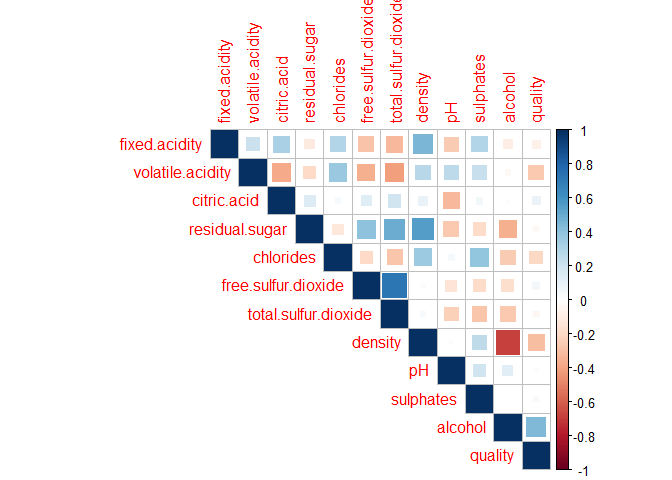 fixed.acidity
volatile.acidity
citric.acid
residual.sugar
chlorides
free.sulfur.dioxide
total.sulfur.dioxide
density
pH
sulphates
alcohol
quality
fixed.acidity
volatile.acidity
citric.acid
residual.sugar
chlorides
free.sulfur.dioxide
total.sulfur.dioxide
density
pH
sulphates
alcohol
quality
1
0.8
0.6
0.4
0.2
0
-0.2
-0.4
-0.6
-0.8
-1